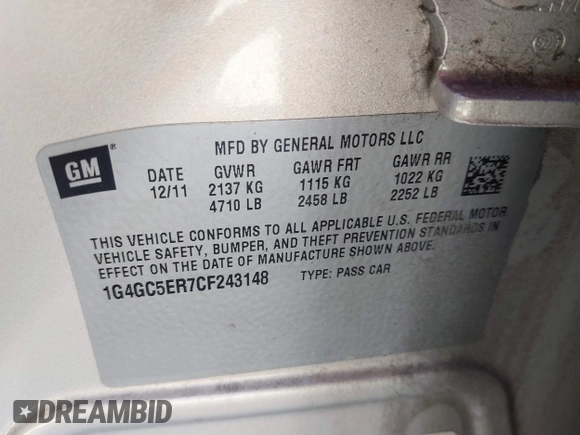 GM
MFD BY GENERAL MOTORS LLC
DATE GVWR GAWR FRT GAWR RR
12/11 2137 KG 1115 KG 1022 KG
4710 LB 2458 LB 2252 LB
THIS VEHICLE CONFORMS TO ALL APPLICABLE U.S. FEDERAL MOTOR
VEHICLE SAFETY, BUMPER, AND THEFT PREVENTION STANDARDS IN
EFFECT ON THE DATE OF MANUFACTURE SHOWN ABOVE.
1G4GC5ER7CF243148 TYPE: PASS CAR
DREAMBID